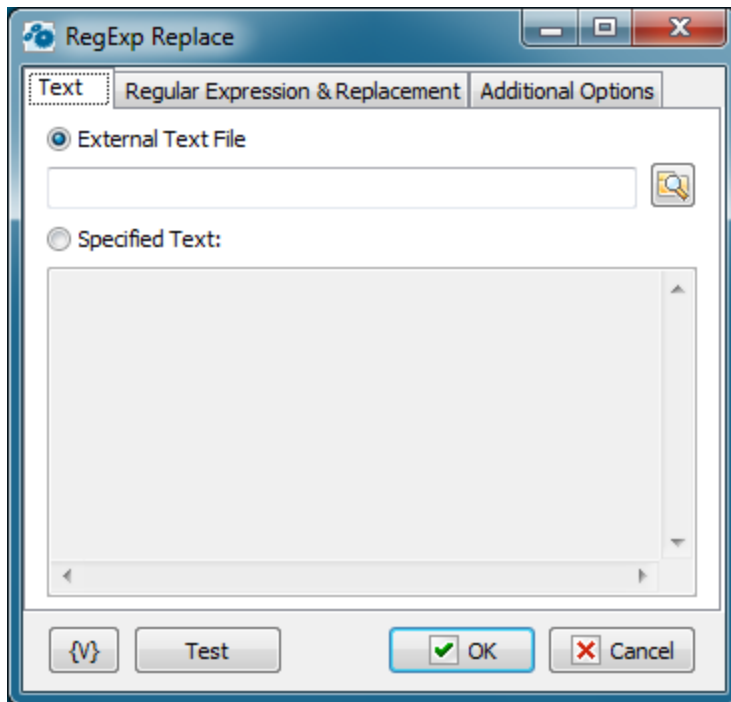 RegExp Replace
Text Regular Expression & Replacement Additional Options
External Text File
Specified Text:
{V} Test OK Cancel